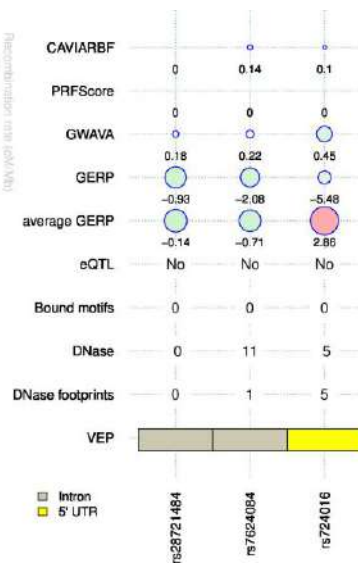 Recombination rate (cM/Mb)
CAVIARBF
0 0.14 0.1
PRFScore
0 0 0
GWAVA
0.18 0.22 0.45
GERP
−0.93 −2.08 −5.48
average GERP
−0.14 −0.71 2.86
eQTL No No No
Bound motifs 0 0 0
DNase 0 11 5
DNase footprints 0 1 5
VEP
Intron
5' UTR
rs28721484
rs7624084
rs724016